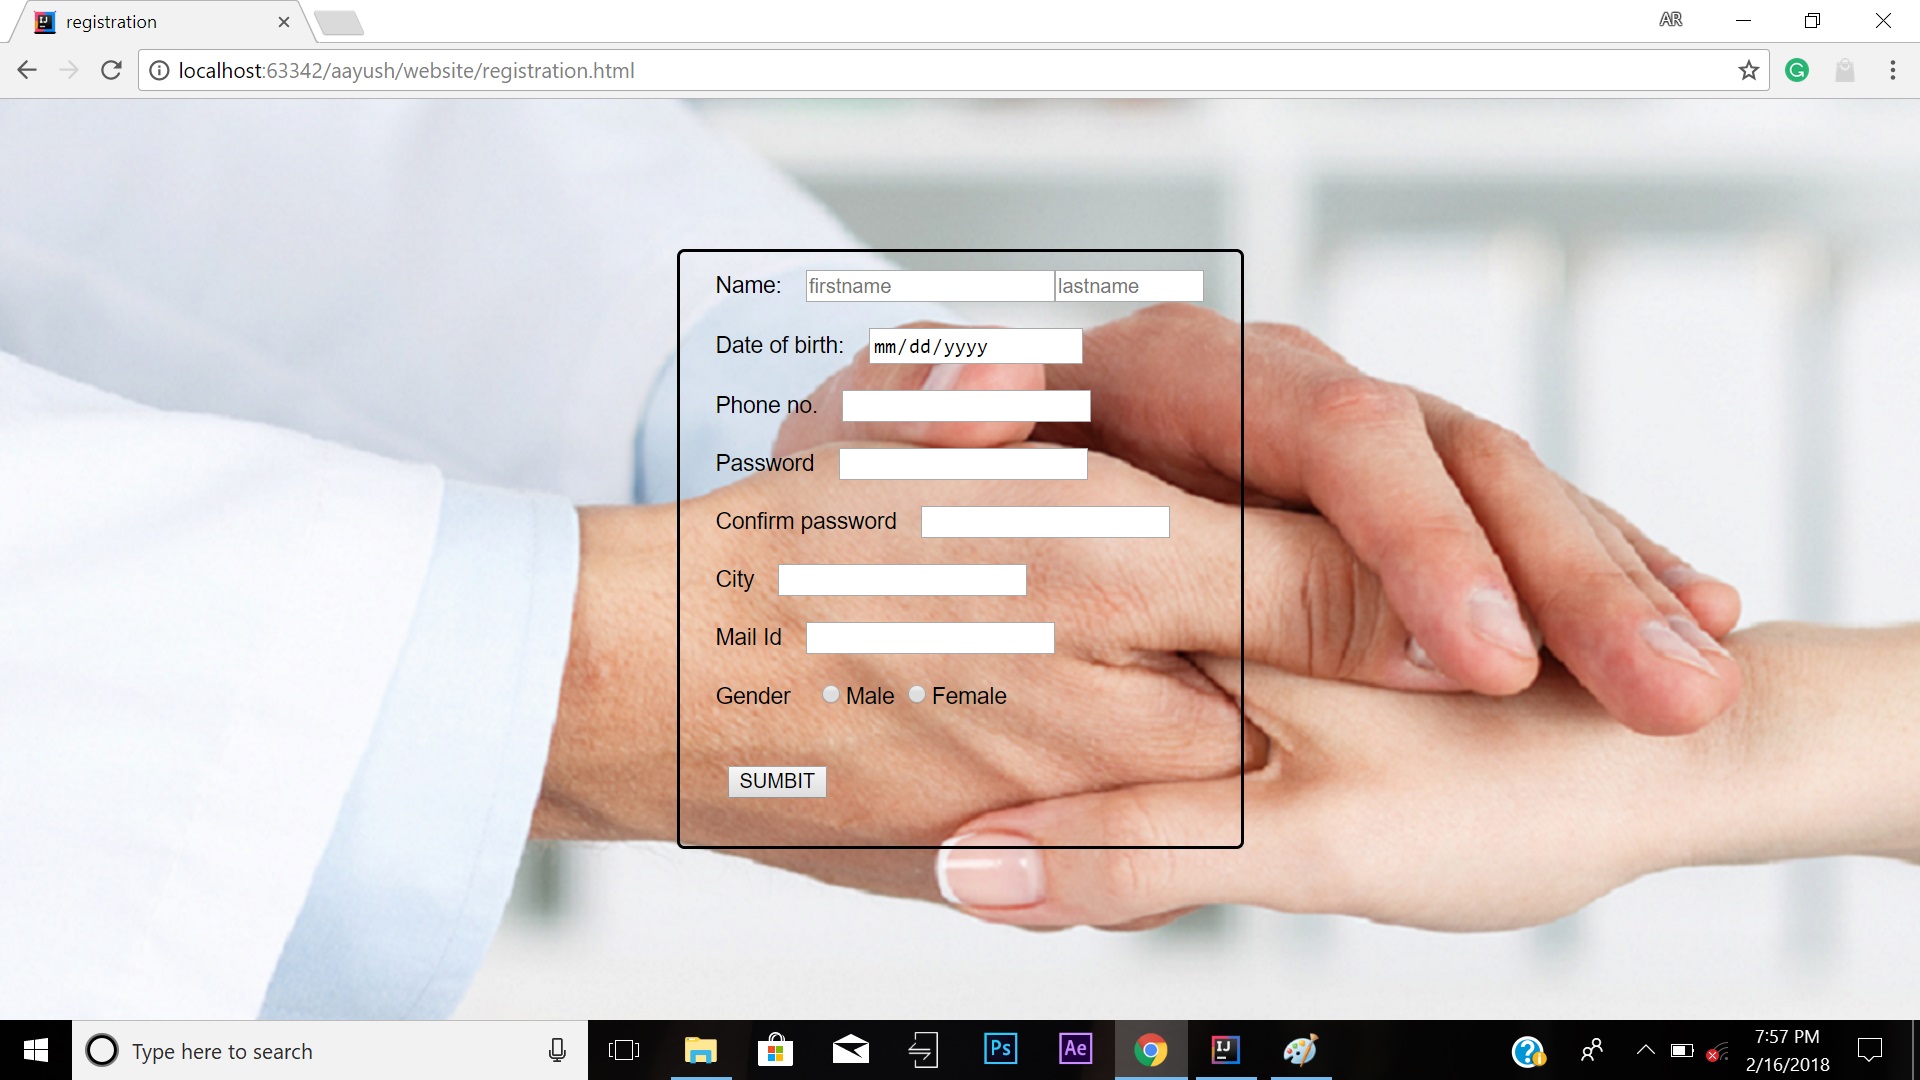 registration
AR
localhost:63342/aayush/website/registration.html
Name: firstname lastname
Date of birth: mm/dd/yyyy
Phone no.
Password
Confirm password
City
Mail Id
Gender Male Female
SUMBIT
Type here to search
Ps
Ae
IJ
7:57 PM
2/16/2018